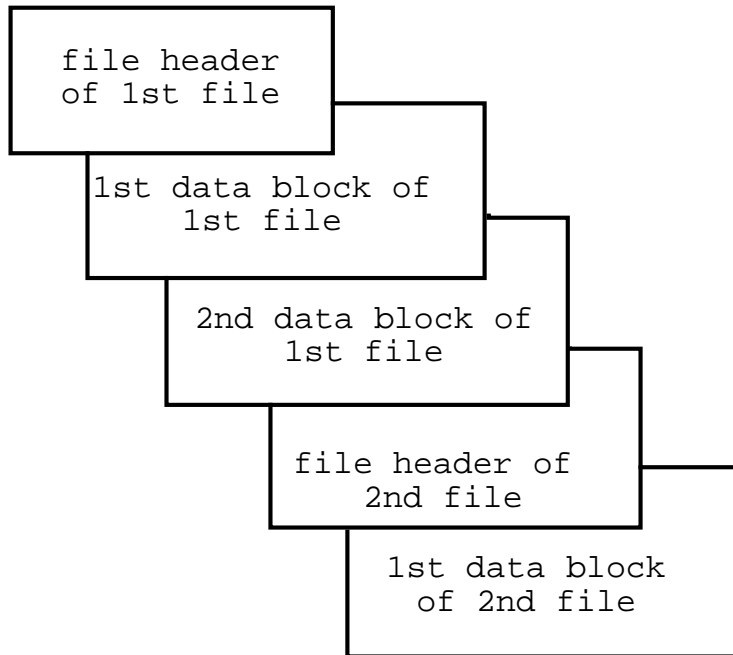 file header
of 1st file
1st data block of
1st file
2nd data block of
1st file
file header of
2nd file
1st data block
of 2nd file